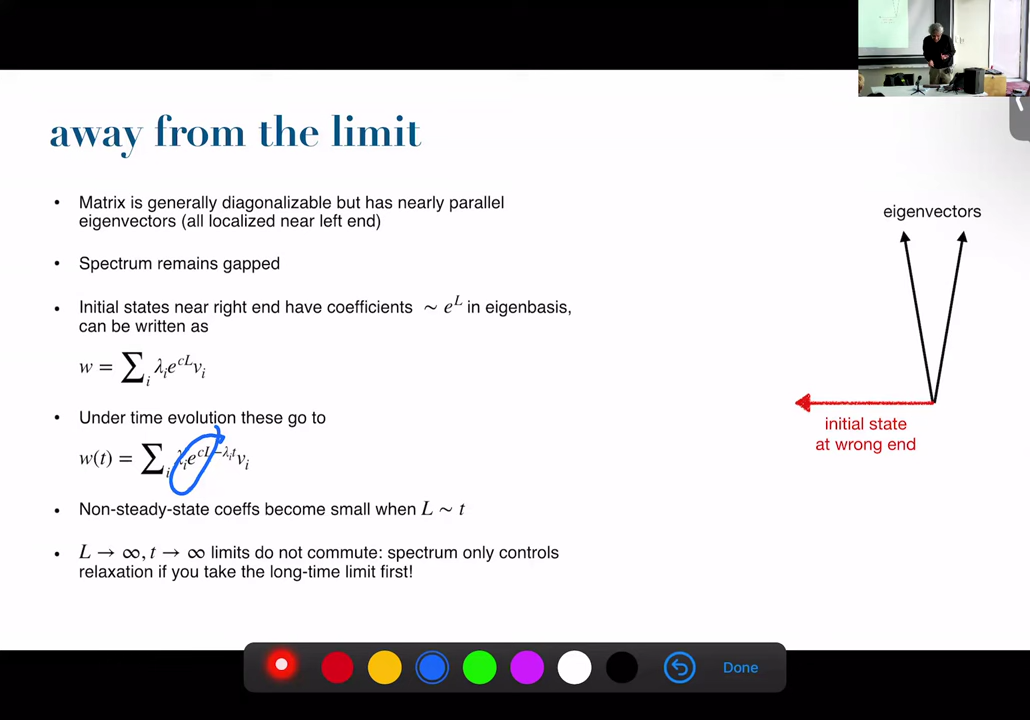 away from the limit
• Matrix is generally diagonalizable but has nearly parallel
eigenvectors (all localized near left end)
• Spectrum remains gapped
• Initial states near right end have coefficients ∼ e^L in eigenbasis,
can be written as
w = ∑_i λ_i e^{cL} v_i
• Under time evolution these go to
w(t) = ∑_i λ_i e^{cL−λ_i t} v_i
• Non-steady-state coeffs become small when L ∼ t
• L → ∞, t → ∞ limits do not commute: spectrum only controls
relaxation if you take the long-time limit first!
eigenvectors
initial state
at wrong end
Done